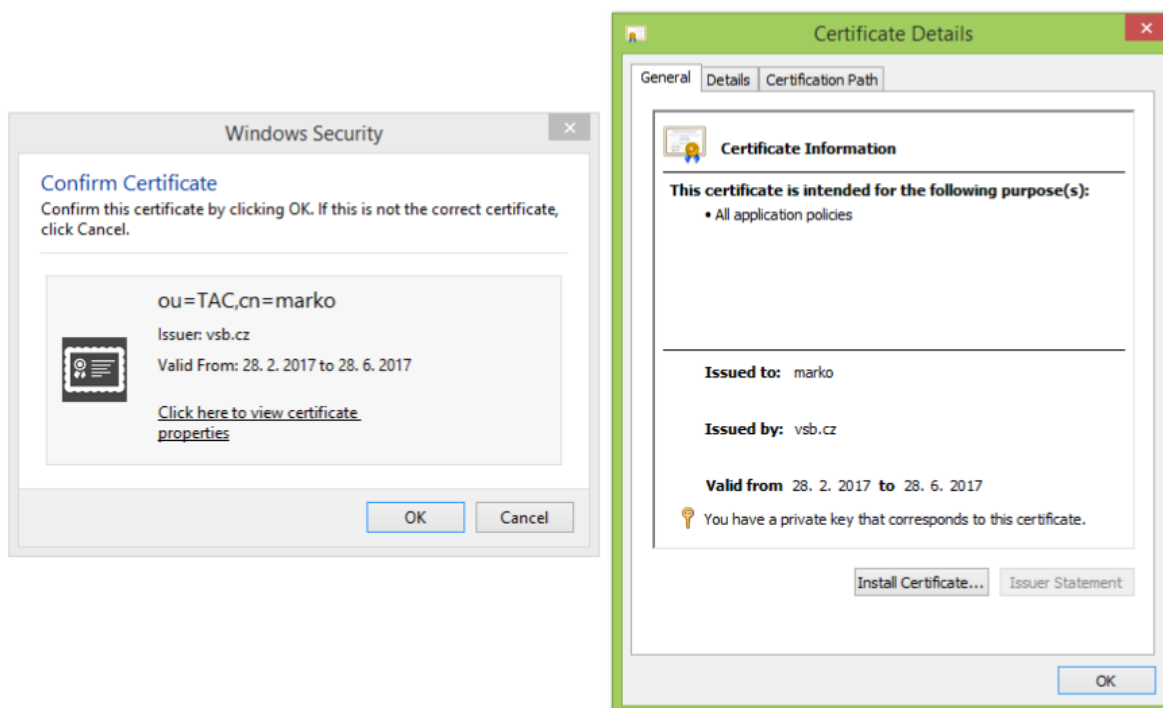 Windows Security
Confirm Certificate
Confirm this certificate by clicking OK. If this is not the correct certificate,
click Cancel.
ou=TAC,cn=marko
Issuer: vsb.cz
Valid From: 28. 2. 2017 to 28. 6. 2017
Click here to view certificate
properties
OK
Cancel
Certificate Details
General
Details
Certification Path
Certificate Information
This certificate is intended for the following purpose(s):
• All application policies
Issued to: marko
Issued by: vsb.cz
Valid from 28. 2. 2017 to 28. 6. 2017
You have a private key that corresponds to this certificate.
Install Certificate...
Issuer Statement
OK